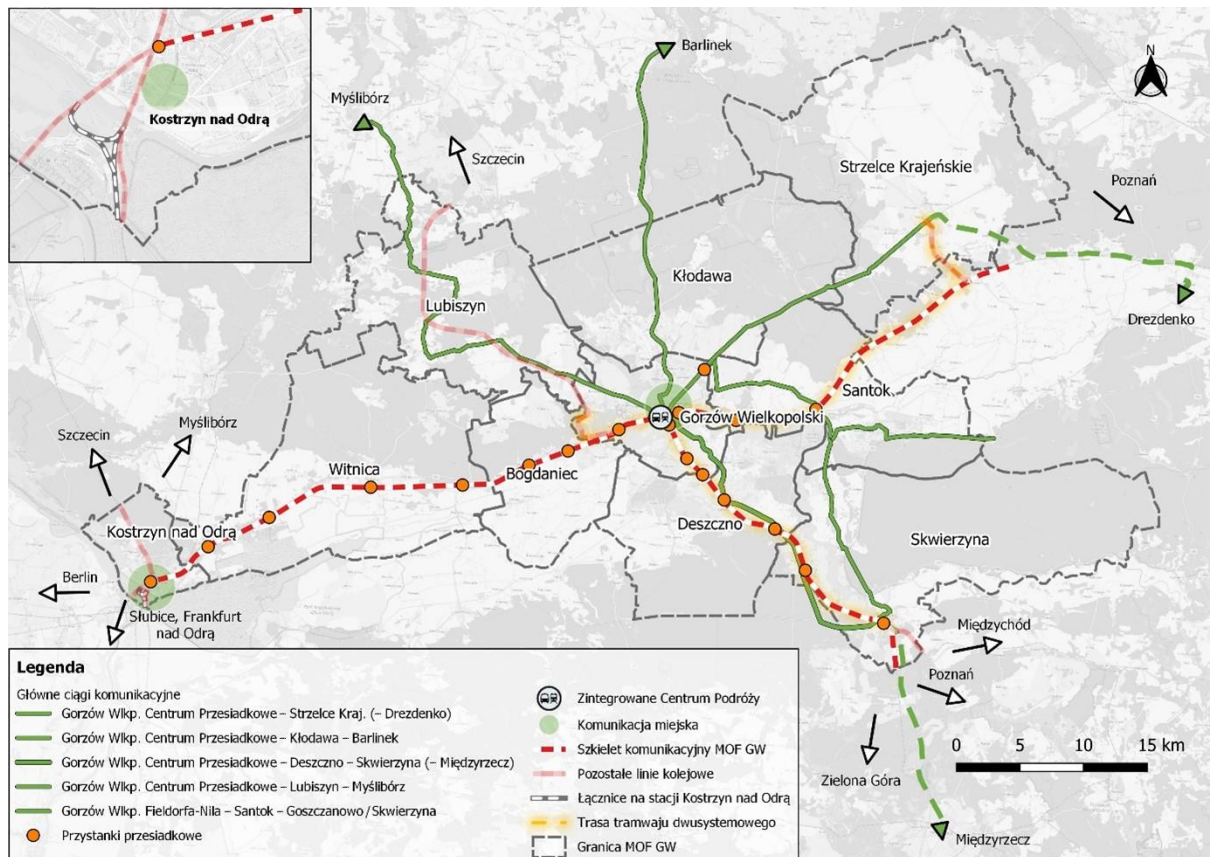 Kostrzyn nad Odrą
Barlinek
N
Myślibórz
Szczecin
Strzelce Krajeńskie
Poznań
Kłodawa
Lubiszyn
Drezdenko
Santok
Gorzów Wielkopolski
Myślibórz
Szczecin
Witnica
Bogdaniec
Deszczno
Kostrzyn nad Odrą
Skwierzyna
Berlin
Słubice, Frankfurt
nad Odrą
Międzychód
Poznań
Zielona Góra
Międzyrzecz
0 5 10 15 km
Legenda
Główne ciągi komunikacyjne
Gorzów Wlkp. Centrum Przesiadkowe – Strzelce Kraj. (– Drezdenko)
Gorzów Wlkp. Centrum Przesiadkowe – Kłodawa – Barlinek
Gorzów Wlkp. Centrum Przesiadkowe – Deszczno – Skwierzyna (– Międzyrzecz)
Gorzów Wlkp. Centrum Przesiadkowe – Lubiszyn – Myślibórz
Gorzów Wlkp. Fieldorfa-Nila – Santok – Goszczanowo/Skwierzyna
Przystanki przesiadkowe
Zintegrowane Centrum Podróży
Komunikacja miejska
Szkielet komunikacyjny MOF GW
Pozostałe linie kolejowe
Łącznice na stacji Kostrzyn nad Odrą
Trasa tramwaju dwusystemowego
Granica MOF GW